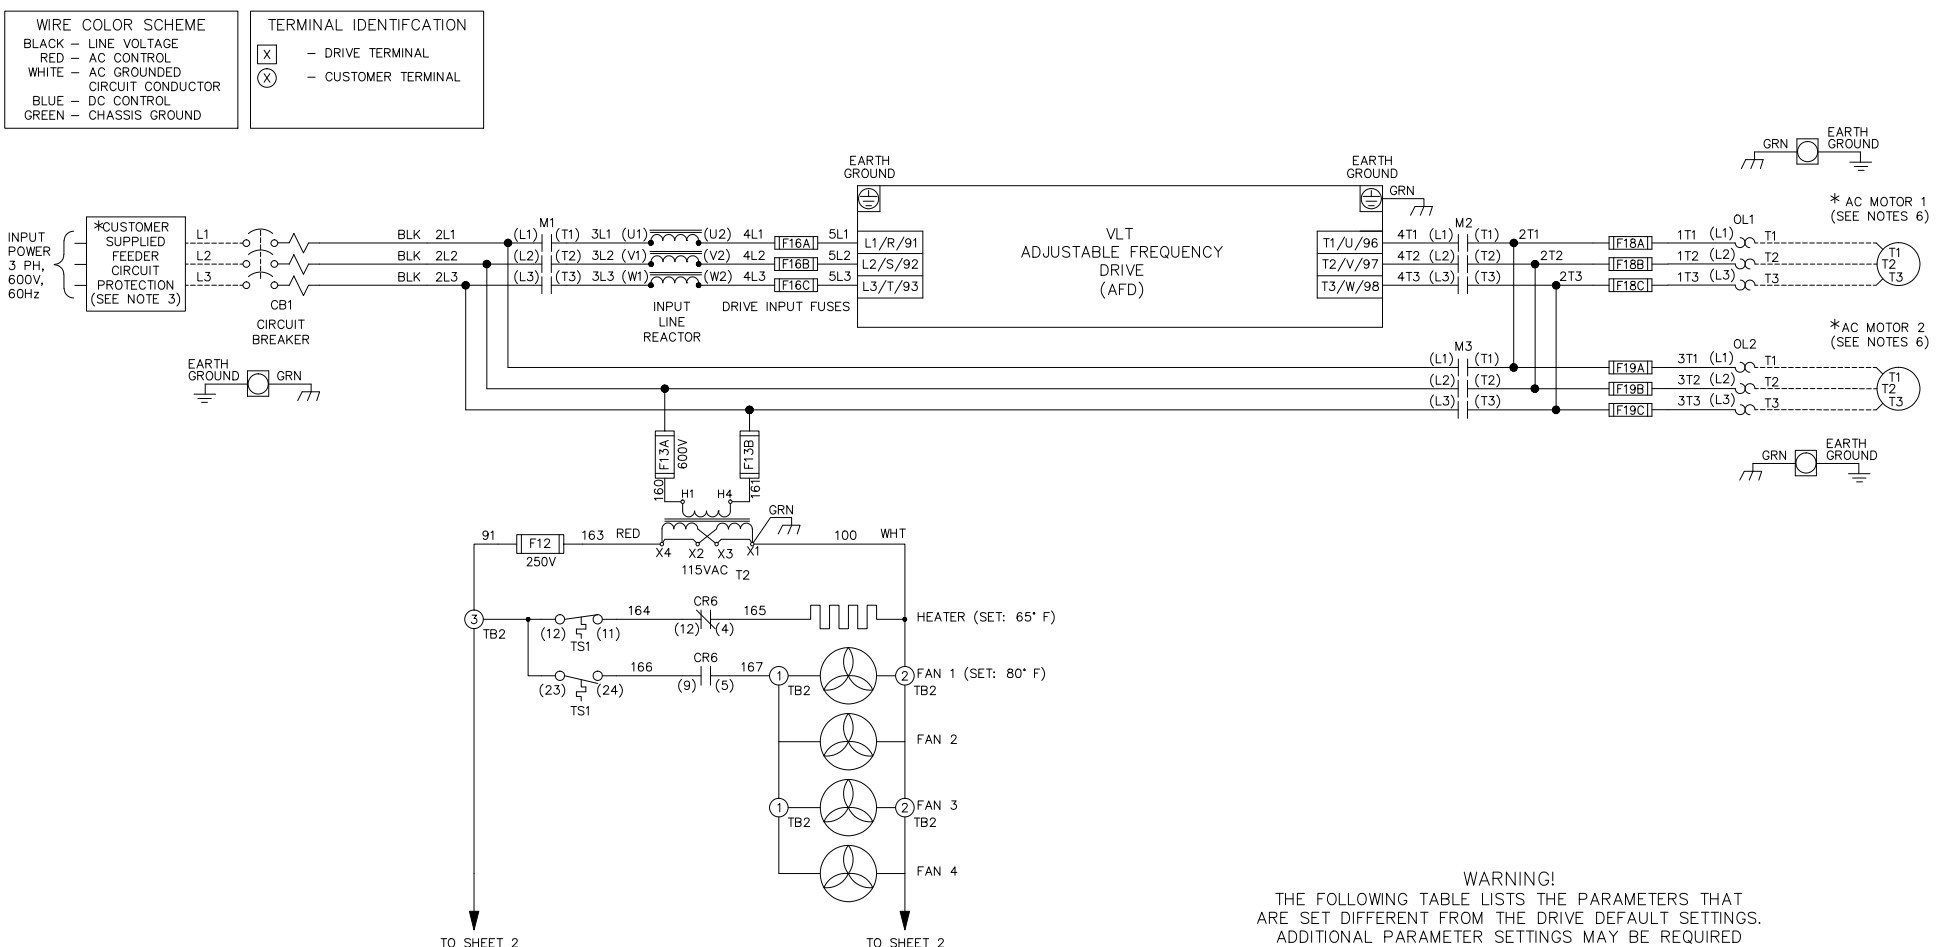 WIRE COLOR SCHEME
BLACK – LINE VOLTAGE
RED – AC CONTROL
WHITE – AC GROUNDED
CIRCUIT CONDUCTOR
BLUE – DC CONTROL
GREEN – CHASSIS GROUND
TERMINAL IDENTIFCATION
X – DRIVE TERMINAL
X – CUSTOMER TERMINAL
INPUT
POWER
3 PH,
600V,
60Hz
*CUSTOMER
SUPPLIED
FEEDER
CIRCUIT
PROTECTION
(SEE NOTE 3)
L1
L2
L3
CB1
CIRCUIT
BREAKER
EARTH
GROUND
GRN
BLK 2L1
BLK 2L2
BLK 2L3
M1
(L1) (T1) 3L1 (U1) (U2) 4L1 F16A 5L1
(L2) (T2) 3L2 (V1) (V2) 4L2 F16B 5L2
(L3) (T3) 3L3 (W1) (W2) 4L3 F16C 5L3
INPUT
LINE
REACTOR
DRIVE INPUT FUSES
EARTH
GROUND
L1/R/91
L2/S/92
L3/T/93
VLT
ADJUSTABLE FREQUENCY
DRIVE
(AFD)
EARTH
GROUND
GRN
T1/U/96
T2/V/97
T3/W/98
M2
4T1 (L1) (T1) 2T1 F18A 1T1 (L1) T1
4T2 (L2) (T2) 2T2 F18B 1T2 (L2) T2
4T3 (L3) (T3) 2T3 F18C 1T3 (L3) T3
OL1
GRN
EARTH
GROUND
* AC MOTOR 1
(SEE NOTES 6)
T1
T2
T3
M3
(L1) (T1) F19A 3T1 (L1) T1
(L2) (T2) F19B 3T2 (L2) T2
(L3) (T3) F19C 3T3 (L3) T3
OL2
*AC MOTOR 2
(SEE NOTES 6)
T1
T2
T3
GRN
EARTH
GROUND
F13A
600V
F13B
160
161
H1 H4
GRN
91 F12 163 RED
250V
X4 X2 X3 X1
115VAC T2
100 WHT
3
TB2
(12) (11) 164
TS1
CR6
(12) (4)
165
HEATER (SET: 65° F)
(23) (24) 166
TS1
CR6
(9) (5)
167
1
TB2
2
TB2
FAN 1 (SET: 80° F)
FAN 2
1
TB2
2
TB2
FAN 3
FAN 4
TO SHEET 2
TO SHEET 2
WARNING!
THE FOLLOWING TABLE LISTS THE PARAMETERS THAT
ARE SET DIFFERENT FROM THE DRIVE DEFAULT SETTINGS.
ADDITIONAL PARAMETER SETTINGS MAY BE REQUIRED